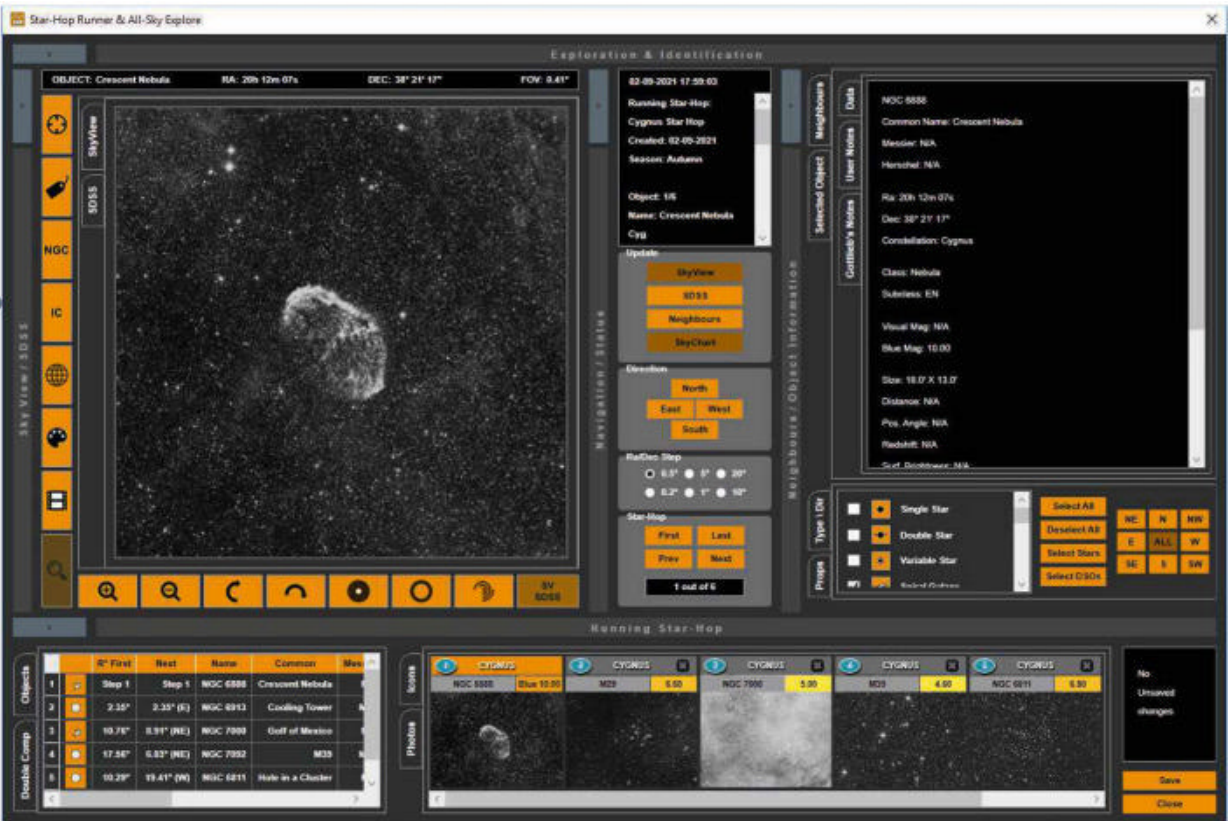 Star-Hop Runner & All-Sky Explore
Exploration & Identification
OBJECT: Crescent Nebula RA: 20h 12m 07s DEC: 38° 21' 17" FOV: 0.41°
SkyView
SDSS
NGC
IC
SV
SDSS
Sky View / SDSS
Navigation / Status
02-09-2021 17:59:03
Running Star-Hop:
Cygnus Star Hop
Created: 02-09-2021
Season: Autumn
Object: 1/6
Name: Crescent Nebula
Cyg
Update
SkyView
SDSS
Neighbours
SkyChart
Direction
North
East West
South
Ra/Dec Step
0.5° 5° 20°
0.2° 1° 10°
Star-Hop
First Last
Prev Next
1 out of 6
Neighbours / Object Information
Neighbours
Selected Object
Data
User Notes
Gottlieb's Notes
NGC 6888
Common Name: Crescent Nebula
Messier: N/A
Herschel: N/A
Ra: 20h 12m 07s
Dec: 38° 21' 17"
Constellation: Cygnus
Class: Nebula
Subclass: EN
Visual Mag: N/A
Blue Mag: 10.00
Size: 18.0' X 13.0'
Distance: N/A
Pos. Angle: N/A
Redshift: N/A
Surf. Brightness: N/A
Type \ Dir
Props
Single Star
Double Star
Variable Star
Spiral Galaxy
Select All
Deselect All
Select Stars
Select DSOs
NE N NW
E ALL W
SE S SW
Running Star-Hop
Objects
Double Comp
R° First Next Name Common Mes
1 Step 1 Step 1 NGC 6888 Crescent Nebula
2 2.35° 2.35° (E) NGC 6913 Cooling Tower
3 10.76° 8.91° (NE) NGC 7000 Gulf of Mexico
4 17.56° 6.83° (NE) NGC 7092 M39
5 10.29° 19.41° (W) NGC 6811 Hole in a Cluster
Icons
Photos
1 CYGNUS 2 CYGNUS 3 CYGNUS 4 CYGNUS 5 CYGNUS
NGC 6888 Blue 10.00 M29 6.60 NGC 7000 5.00 M39 4.60 NGC 6811 6.80
No
Unsaved
changes
Save
Close